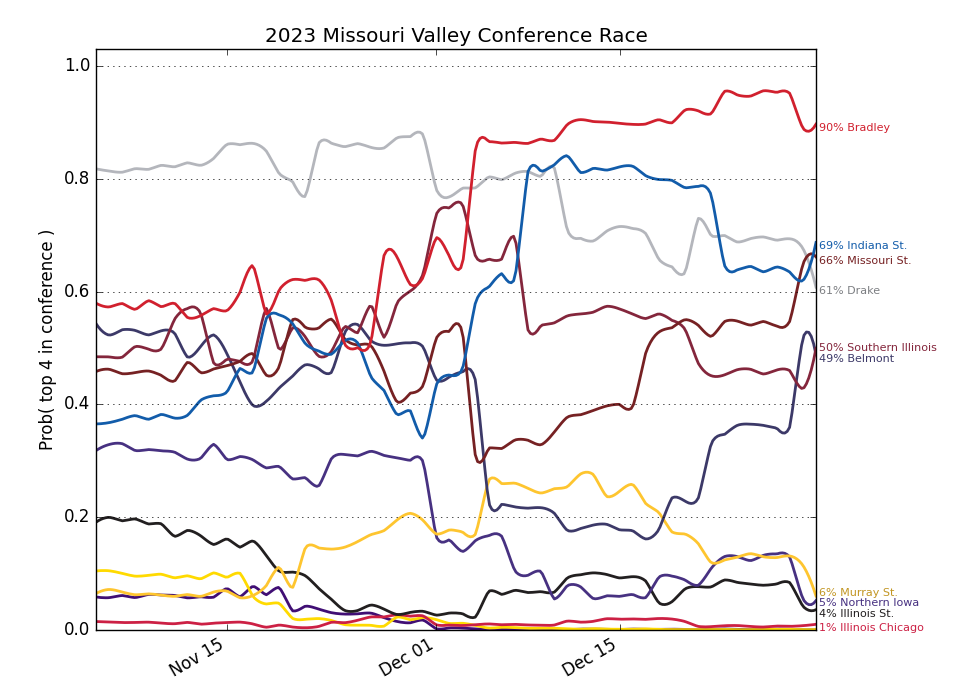 2023 Missouri Valley Conference Race
Prob( top 4 in conference )
1.0
0.8
0.6
0.4
0.2
0.0
Nov 15
Dec 01
Dec 15
90% Bradley
69% Indiana St.
66% Missouri St.
61% Drake
50% Southern Illinois
49% Belmont
6% Murray St.
5% Northern Iowa
4% Illinois St.
1% Illinois Chicago